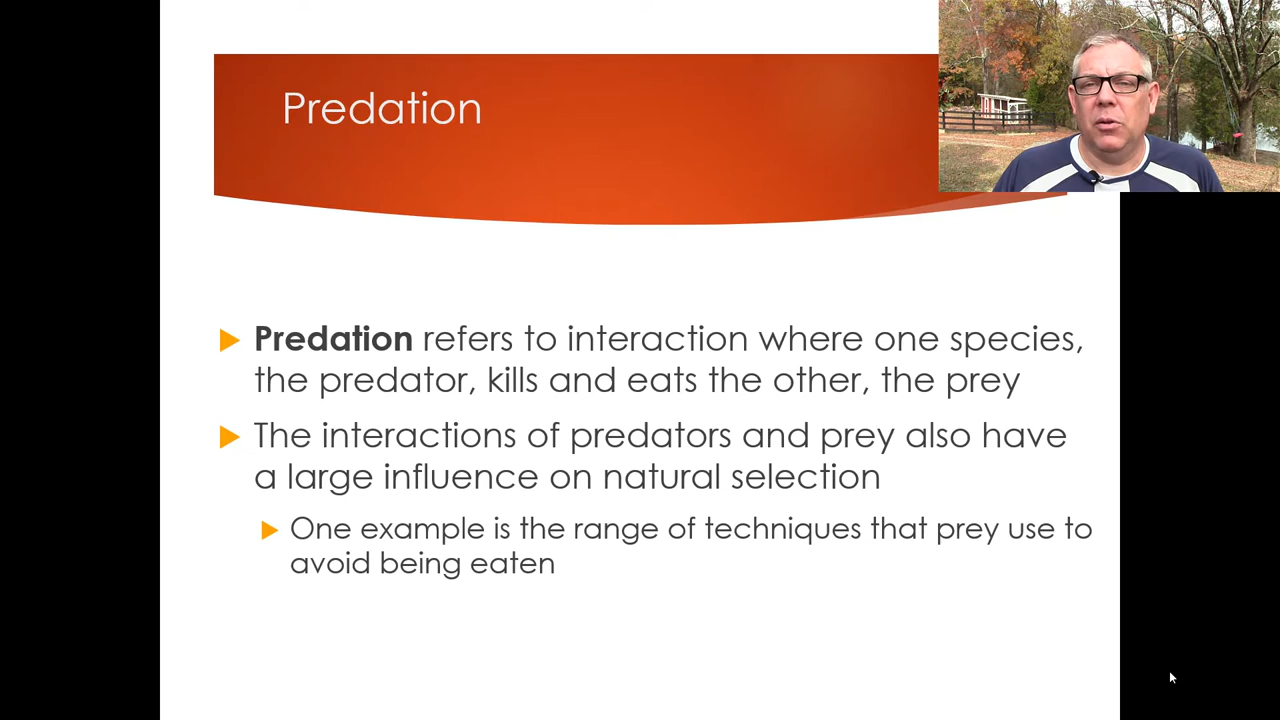 Predation
Predation refers to interaction where one species,
the predator, kills and eats the other, the prey
The interactions of predators and prey also have
a large influence on natural selection
One example is the range of techniques that prey use to
avoid being eaten